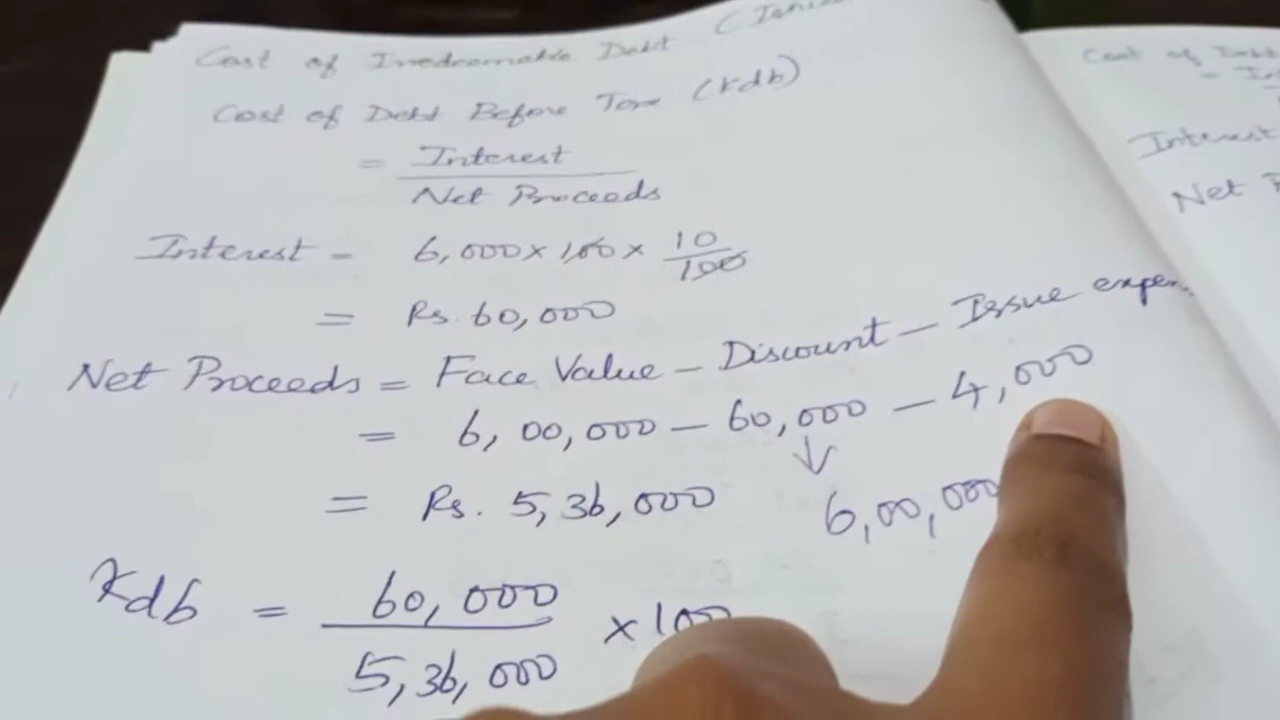 Cost of Irredeemable Debt
Cost of Debt Before Tax (Kdb)
= Interest
Net Proceeds
Interest = 6,000 × 100 × 10
100
= Rs. 60,000
Net Proceeds = Face Value - Discount - Issue expen
= 6,00,000 - 60,000 - 4,000
= Rs. 5,36,000
6,00,000
Kdb = 60,000
5,36,000
× 100
Cost of Debt
Interest
Net